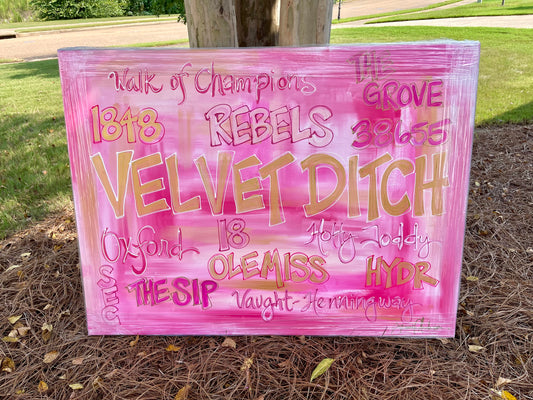 Walk of Champions
THE
GROVE
1848
REBELS
38655
VELVET DITCH
Oxford
18
Hotty-Toddy
OLE MISS
HYDR
SEC
THE SIP
Vaught-Hemingway